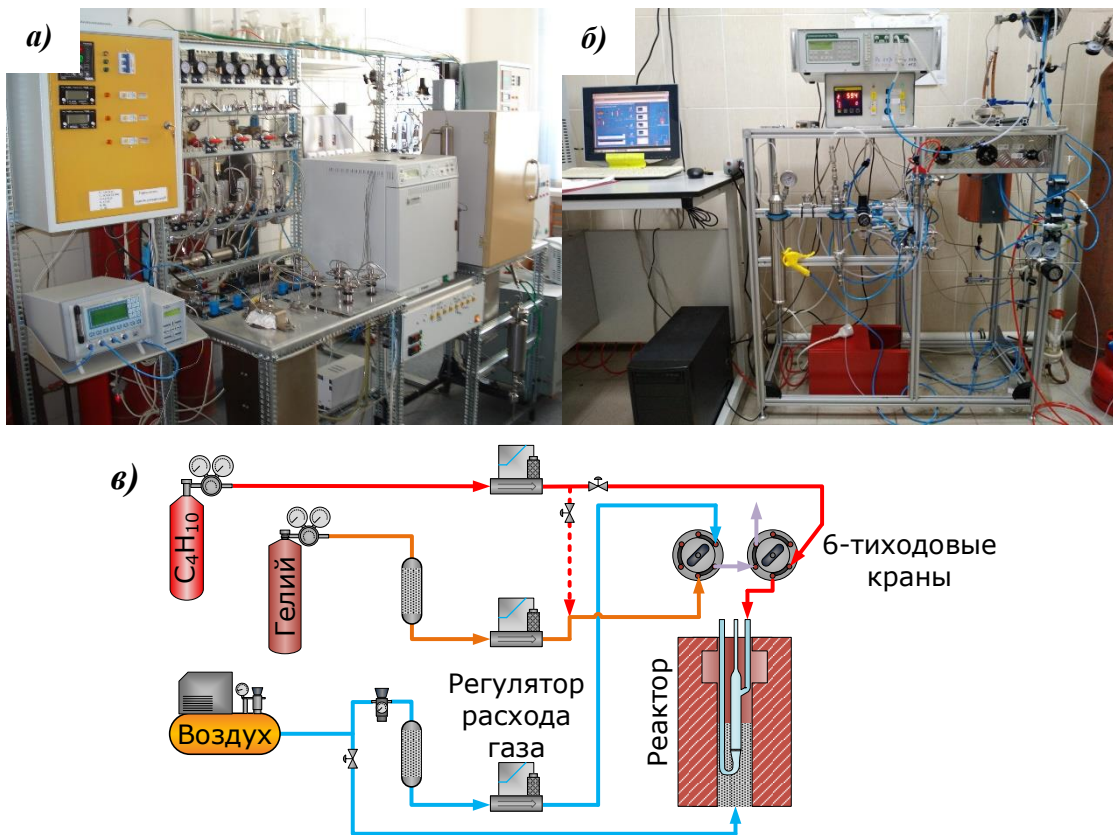 а)
б)
в)
C₄H₁₀
Гелий
6-тиходовые
краны
Воздух
Регулятор
расхода
газа
Реактор